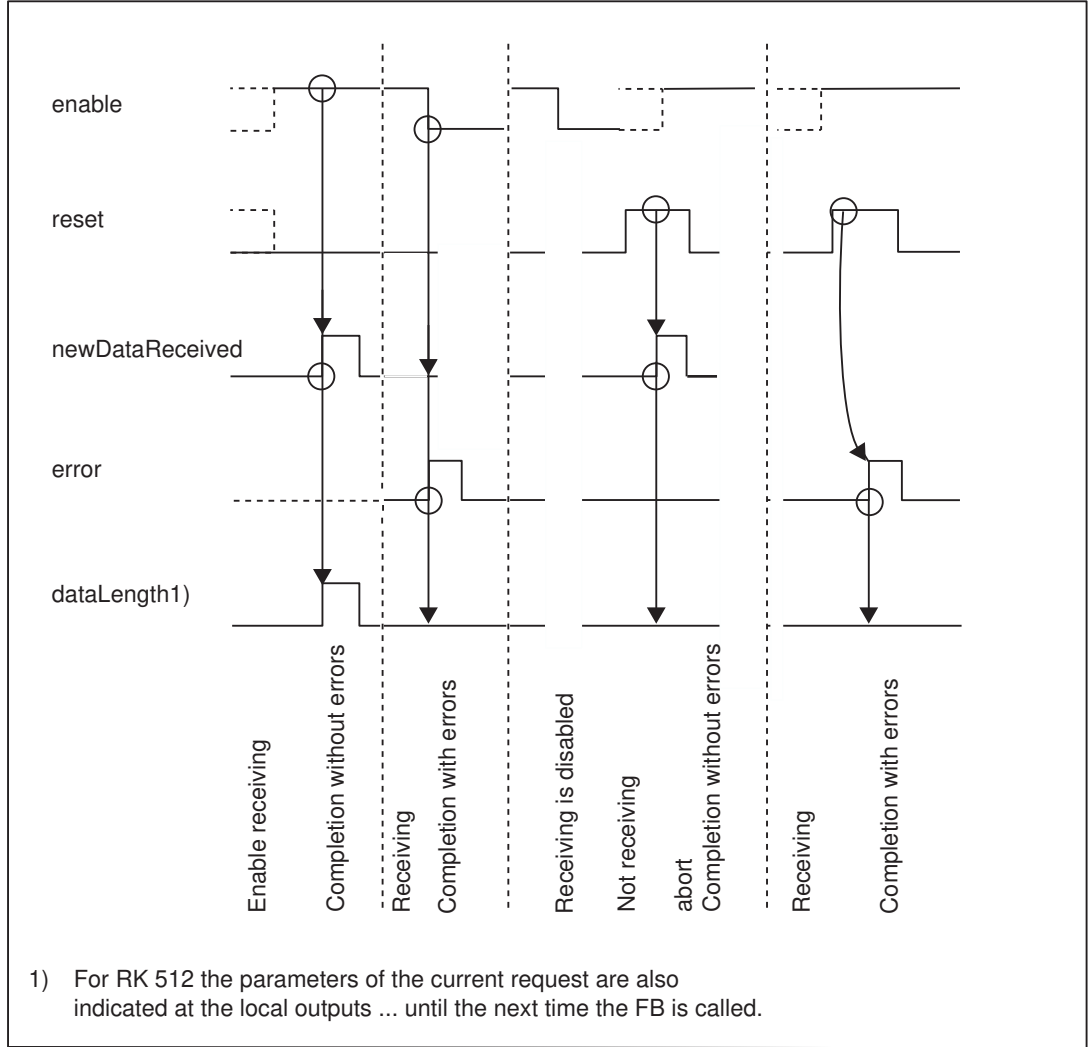 enable
reset
newDataReceived
error
dataLength1)
Enable receiving
Completion without errors
Receiving
Completion with errors
Receiving is disabled
Not receiving
abort
Completion without errors
Receiving
Completion with errors
1) For RK 512 the parameters of the current request are also
indicated at the local outputs ... until the next time the FB is called.